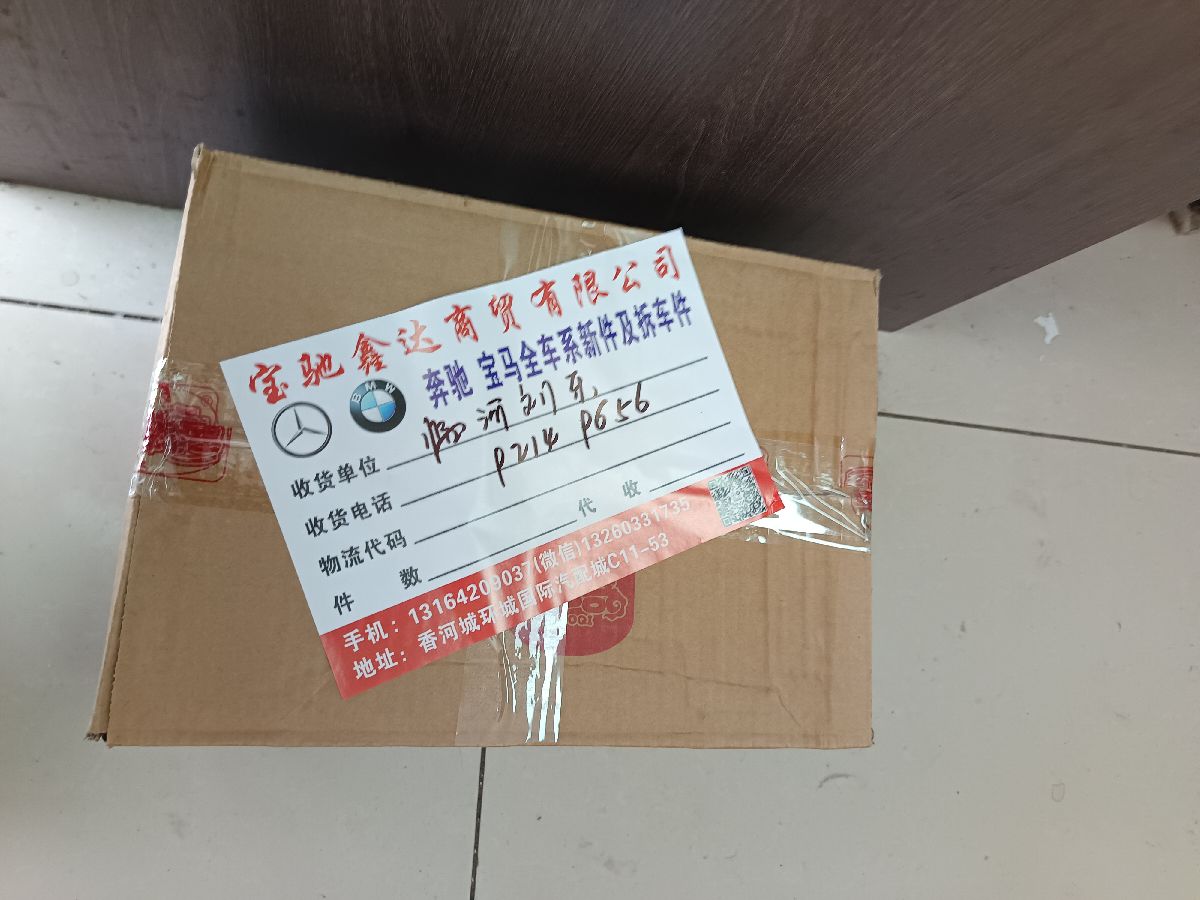 宝驰鑫达商贸有限公司
BMW
奔驰 宝马全车系新件及拆车件
收货单位 临河刘东
收货电话 P214 P656
物流代码
件 数 代 收
手机：13164209037(微信)13260331735
地址：香河城环城国际汽配城C11-53